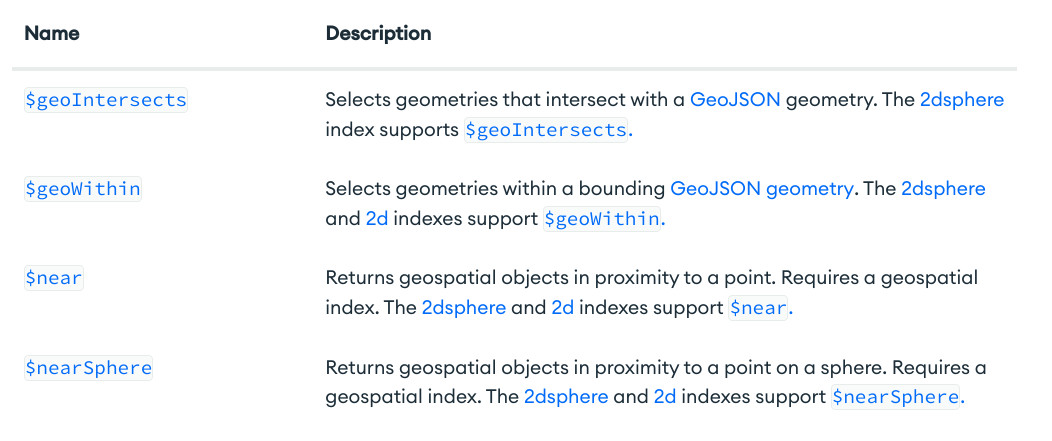 Name Description
$geoIntersects Selects geometries that intersect with a GeoJSON geometry. The 2dsphere
index supports $geoIntersects.
$geoWithin Selects geometries within a bounding GeoJSON geometry. The 2dsphere
and 2d indexes support $geoWithin.
$near Returns geospatial objects in proximity to a point. Requires a geospatial
index. The 2dsphere and 2d indexes support $near.
$nearSphere Returns geospatial objects in proximity to a point on a sphere. Requires a
geospatial index. The 2dsphere and 2d indexes support $nearSphere.